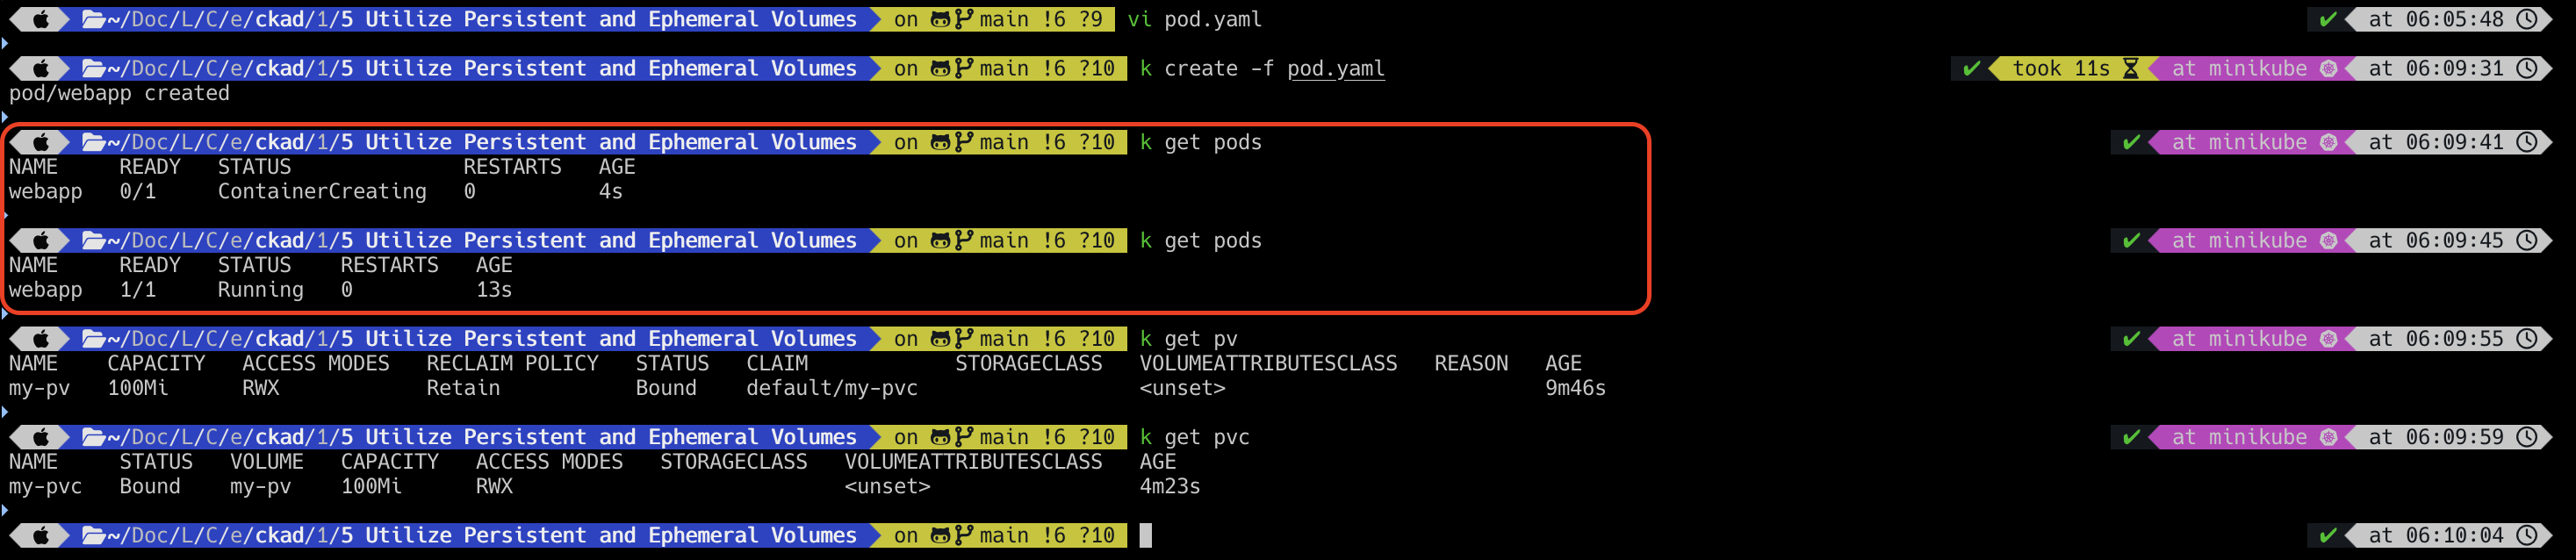 ~/Doc/L/C/e/ckad/1/5 Utilize Persistent and Ephemeral Volumes on main !6 ?9 vi pod.yaml ✔ at 06:05:48
~/Doc/L/C/e/ckad/1/5 Utilize Persistent and Ephemeral Volumes on main !6 ?10 k create -f pod.yaml ✔ took 11s at minikube at 06:09:31
pod/webapp created
~/Doc/L/C/e/ckad/1/5 Utilize Persistent and Ephemeral Volumes on main !6 ?10 k get pods ✔ at minikube at 06:09:41
NAME READY STATUS RESTARTS AGE
webapp 0/1 ContainerCreating 0 4s
~/Doc/L/C/e/ckad/1/5 Utilize Persistent and Ephemeral Volumes on main !6 ?10 k get pods ✔ at minikube at 06:09:45
NAME READY STATUS RESTARTS AGE
webapp 1/1 Running 0 13s
~/Doc/L/C/e/ckad/1/5 Utilize Persistent and Ephemeral Volumes on main !6 ?10 k get pv ✔ at minikube at 06:09:55
NAME CAPACITY ACCESS MODES RECLAIM POLICY STATUS CLAIM STORAGECLASS VOLUMEATTRIBUTESCLASS REASON AGE
my-pv 100Mi RWX Retain Bound default/my-pvc <unset> 9m46s
~/Doc/L/C/e/ckad/1/5 Utilize Persistent and Ephemeral Volumes on main !6 ?10 k get pvc ✔ at minikube at 06:09:59
NAME STATUS VOLUME CAPACITY ACCESS MODES STORAGECLASS VOLUMEATTRIBUTESCLASS AGE
my-pvc Bound my-pv 100Mi RWX <unset> 4m23s
~/Doc/L/C/e/ckad/1/5 Utilize Persistent and Ephemeral Volumes on main !6 ?10 ✔ at 06:10:04